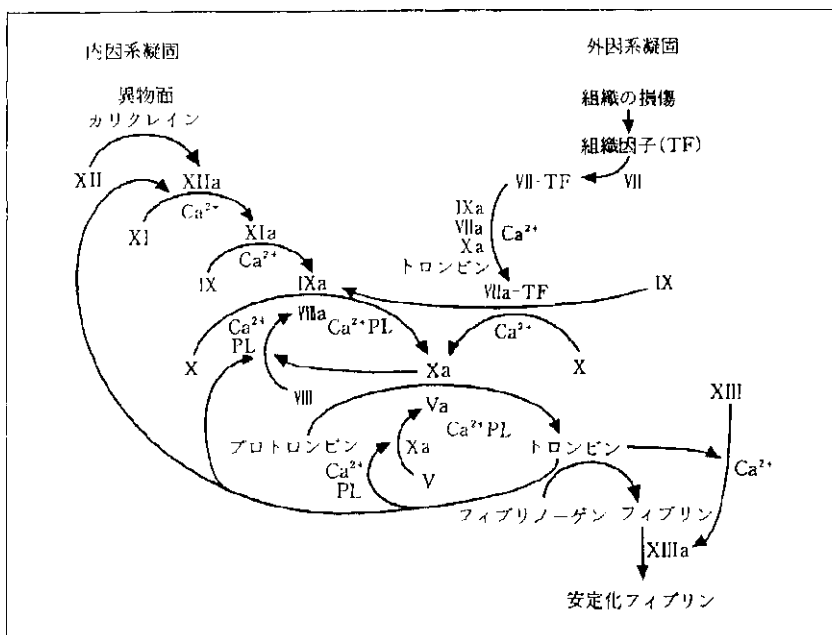 内因系凝固
外因系凝固
異物面
カリクレイン
組織の損傷
組織因子(TF)
XII
XIIa
VII-TF
VII
Ca²⁺
XI
XIa
IXa
VIIa
Xa
トロンビン
Ca²⁺
Ca²⁺
IX
IXa
VIIa-TF
IX
Ca²⁺
PL
VIIIa
Ca²⁺PL
Ca²⁺
X
Xa
X
VIII
XIII
Va
プロトロンビン
Xa
Ca²⁺PL
トロンビン
Ca²⁺
PL
V
Ca²⁺
フィブリノーゲン
フィブリン
XIIIa
安定化フィブリン